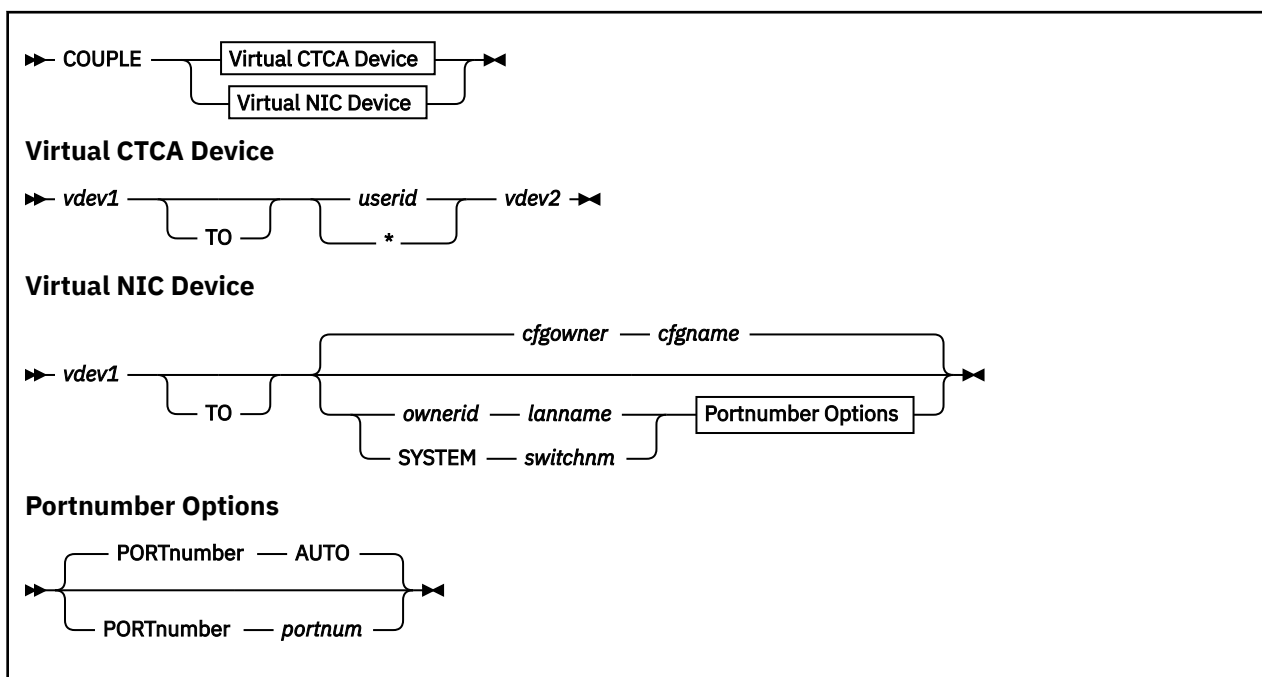 COUPLE Virtual CTCA Device
Virtual NIC Device
Virtual CTCA Device
vdev1 userid vdev2
TO *
Virtual NIC Device
cfgowner cfgname
vdev1
TO ownerid lanname Portnumber Options
SYSTEM switchnm
Portnumber Options
PORTnumber AUTO
PORTnumber portnum